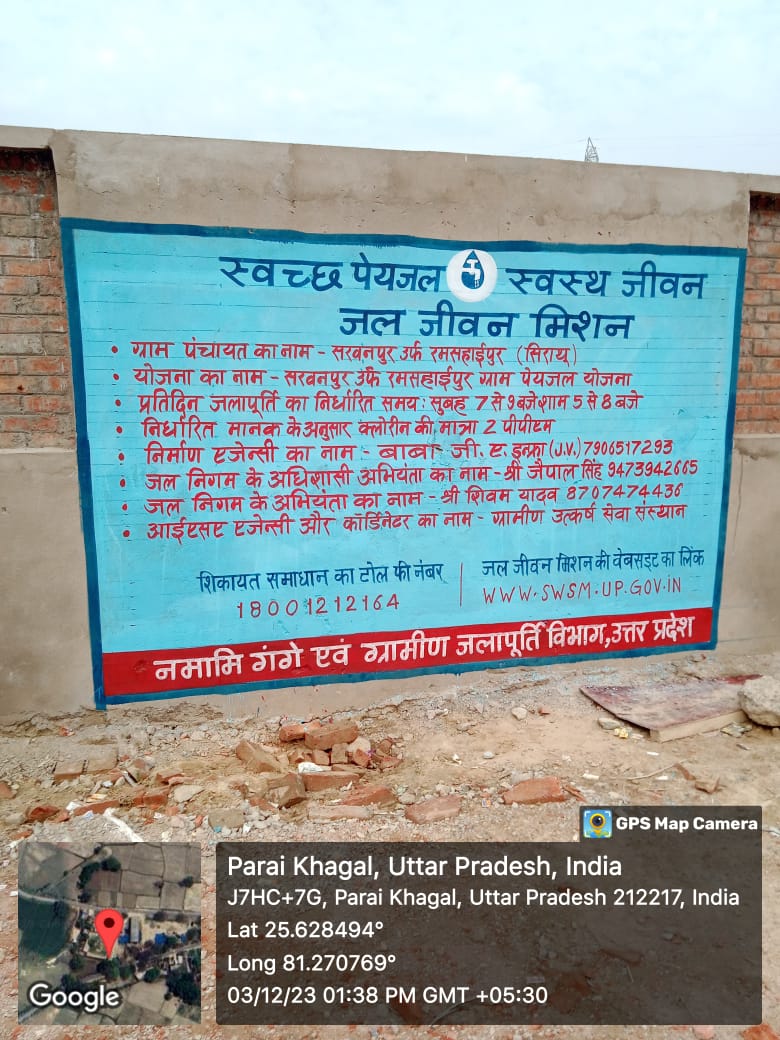 स्वच्छ पेयजल स्वस्थ जीवन
जल जीवन मिशन
• ग्राम पंचायत का नाम - सरवनपुर उर्फ रामसहाईपुर (सिराथू)
• योजना का नाम - सरवनपुर उर्फ रामसहाईपुर ग्राम पेयजल योजना
• प्रतिदिन जलापूर्ति का निर्धारित समय: सुबह 7 से 9 बजे शाम 5 से 8 बजे
• निर्धारित मानक के अनुसार क्लोरीन की मात्रा 2 पीपीएम
• निर्माण एजेन्सी का नाम - बाबा जी. ए. इन्फ्रा (J.V.) 7906517293
• जल निगम के अधिशासी अभियंता का नाम - श्री जैपाल सिंह 9473942665
• जल निगम के अभियंता का नाम - श्री शिवम यादव 8707474436
• आईएसए एजेन्सी और कॉर्डिनेटर का नाम - ग्रामीण उत्कर्ष सेवा संस्थान
शिकायत समाधान का टोल फ्री नंबर
18001212164
जल जीवन मिशन की वेबसाइट का लिंक
WWW.SWSM.UP.GOV.IN
नमामि गंगे एवं ग्रामीण जलापूर्ति विभाग, उत्तर प्रदेश
GPS Map Camera
Parai Khagal, Uttar Pradesh, India
J7HC+7G, Parai Khagal, Uttar Pradesh 212217, India
Lat 25.628494°
Long 81.270769°
03/12/23 01:38 PM GMT +05:30
Google